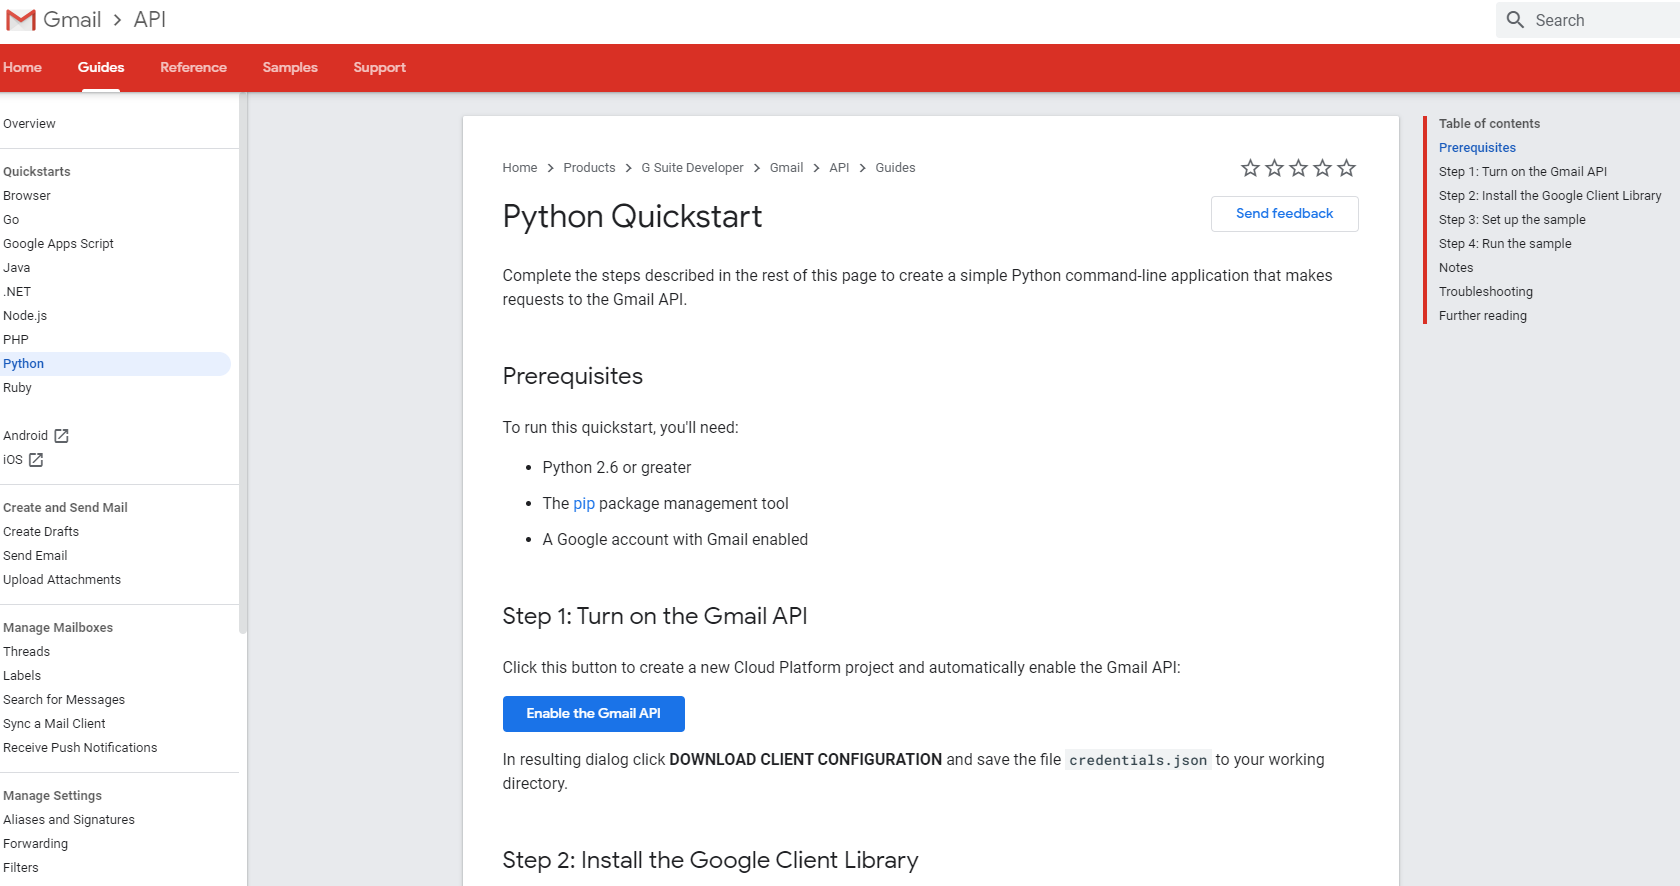 Gmail > API
Search
Home Guides Reference Samples Support
Overview
Quickstarts
Browser
Go
Google Apps Script
Java
.NET
Node.js
PHP
Python
Ruby
Android
iOS
Create and Send Mail
Create Drafts
Send Email
Upload Attachments
Manage Mailboxes
Threads
Labels
Search for Messages
Sync a Mail Client
Receive Push Notifications
Manage Settings
Aliases and Signatures
Forwarding
Filters
Home > Products > G Suite Developer > Gmail > API > Guides
Python Quickstart
Send feedback
Complete the steps described in the rest of this page to create a simple Python command-line application that makes
requests to the Gmail API.
Prerequisites
To run this quickstart, you'll need:
• Python 2.6 or greater
• The pip package management tool
• A Google account with Gmail enabled
Step 1: Turn on the Gmail API
Click this button to create a new Cloud Platform project and automatically enable the Gmail API:
Enable the Gmail API
In resulting dialog click DOWNLOAD CLIENT CONFIGURATION and save the file credentials.json to your working
directory.
Step 2: Install the Google Client Library
Table of contents
Prerequisites
Step 1: Turn on the Gmail API
Step 2: Install the Google Client Library
Step 3: Set up the sample
Step 4: Run the sample
Notes
Troubleshooting
Further reading